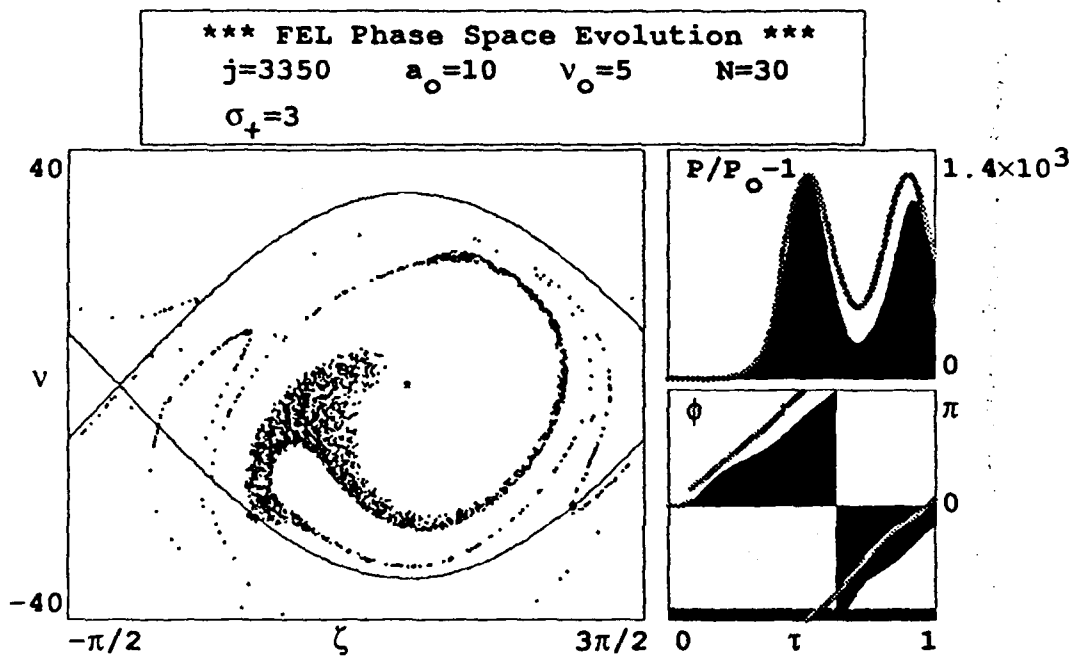 *** FEL Phase Space Evolution ***
j=3350 a₀=10 ν₀=5 N=30
σ₊=3
40
ν
-40
-π/2 ζ 3π/2
P/P₀-1
1.4×10³
0
φ
π
0
0 τ 1